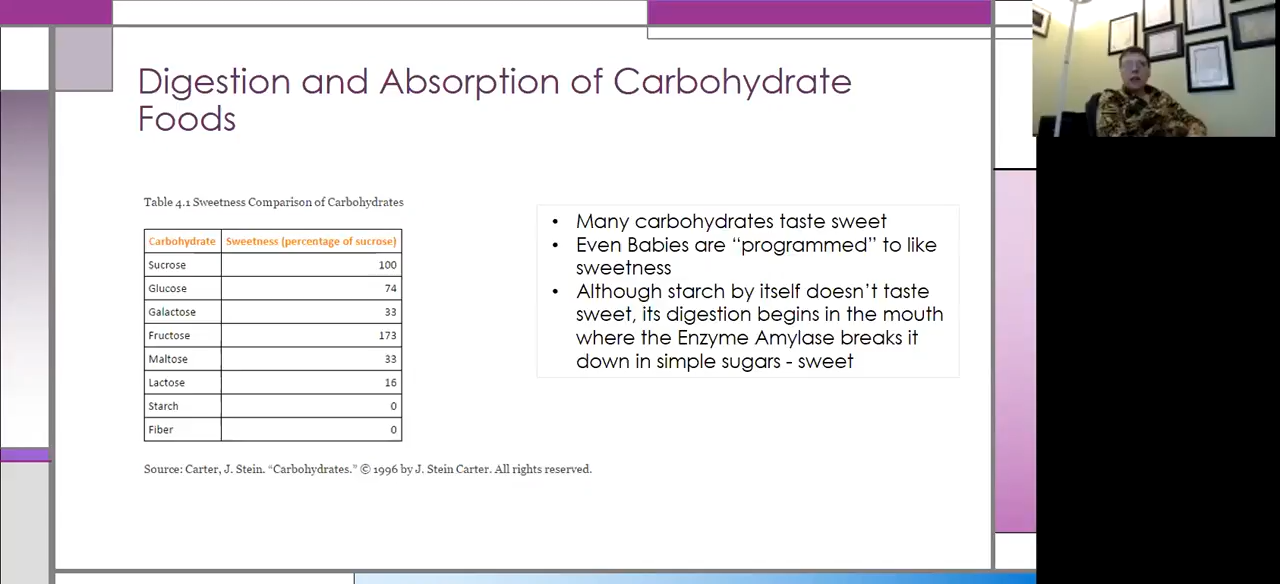 Digestion and Absorption of Carbohydrate
Foods
Table 4.1 Sweetness Comparison of Carbohydrates
Carbohydrate Sweetness (percentage of sucrose)
Sucrose 100
Glucose 74
Galactose 33
Fructose 173
Maltose 33
Lactose 16
Starch 0
Fiber 0
Source: Carter, J. Stein. “Carbohydrates.” © 1996 by J. Stein Carter. All rights reserved.
• Many carbohydrates taste sweet
• Even Babies are “programmed” to like
sweetness
• Although starch by itself doesn’t taste
sweet, its digestion begins in the mouth
where the Enzyme Amylase breaks it
down in simple sugars - sweet